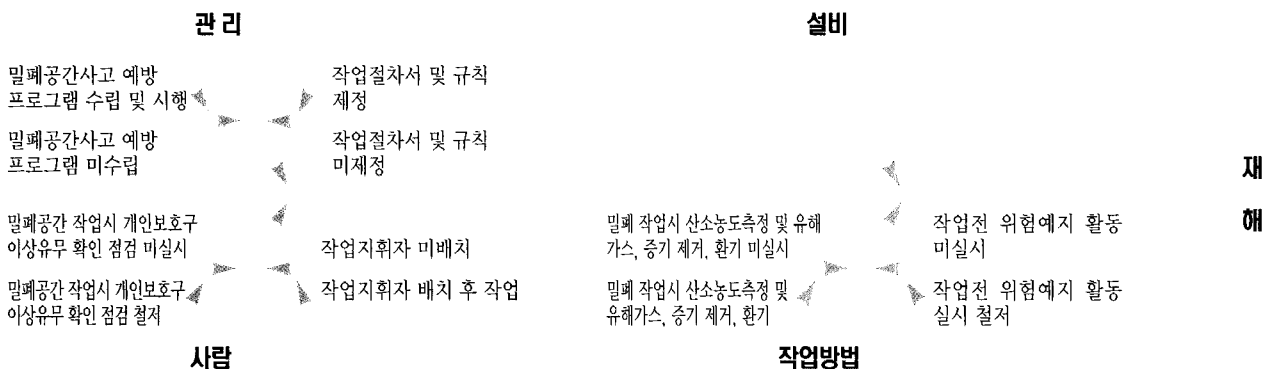 관 리
설비
밀폐공간사고 예방
프로그램 수립 및 시행
작업절차서 및 규칙
제정
밀폐공간사고 예방
프로그램 미수립
작업절차서 및 규칙
미재정
재
해
밀폐공간 작업시 개인보호구
이상유무 확인 점검 미실시
작업지휘자 미배치
밀폐 작업시 산소농도측정 및 유해
가스, 증기 제거, 환기 미실시
작업전 위험예지 활동
미실시
밀폐공간 작업시 개인보호구
이상유무 확인 점검 철저
작업지휘자 배치 후 작업
밀폐 작업시 산소농도측정 및
유해가스, 증기 제거, 환기
작업전 위험예지 활동
실시 철저
사람
작업방법